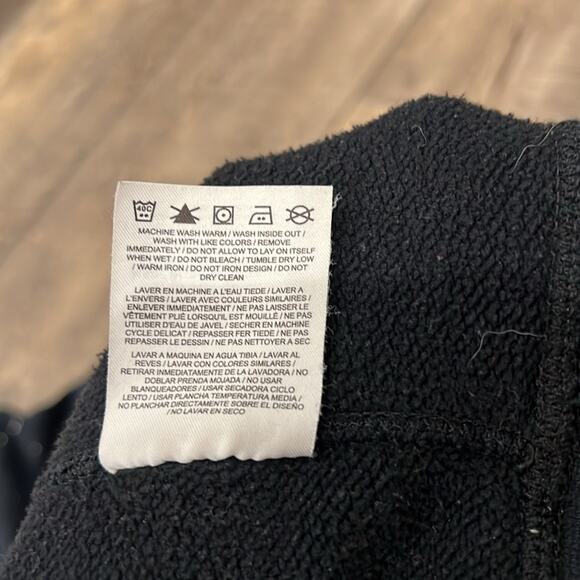 40C
MACHINE WASH WARM / WASH INSIDE OUT /
WASH WITH LIKE COLORS / REMOVE
IMMEDIATELY / DO NOT ALLOW TO LAY ON ITSELF
WHEN WET / DO NOT BLEACH / TUMBLE DRY LOW
/ WARM IRON / DO NOT IRON DESIGN / DO NOT
DRY CLEAN
LAVER EN MACHINE A L'EAU TIEDE / LAVER A
L'ENVERS / LAVER AVEC COULEURS SIMILAIRES /
ENLEVER IMMEDIATEMENT / NE PAS LAISSER LE
VÊTEMENT PLIÉ LORSQU'IL EST MOUILLÉ / NE PAS
UTILISER D'EAU DE JAVEL / SECHER EN MACHINE
CYCLE DELICAT / REPASSER FER TIEDE / NE PAS
REPASSER LE DESSIN / NE PAS NETTOYER A SEC
LAVAR A MAQUINA EN AGUA TIBIA / LAVAR AL
REVES / LAVAR CON COLORES SIMILARES /
RETIRAR INMEDIATAMENTE DE LA LAVADORA / NO
DOBLAR PRENDA MOJADA / NO USAR
BLANQUEADORES / USAR SECADORA CICLO
LENTO / USAR PLANCHA TEMPERATURA MEDIA /
NO PLANCHAR DIRECTAMENTE SOBRE EL DISEÑO
/ NO LAVAR EN SECO